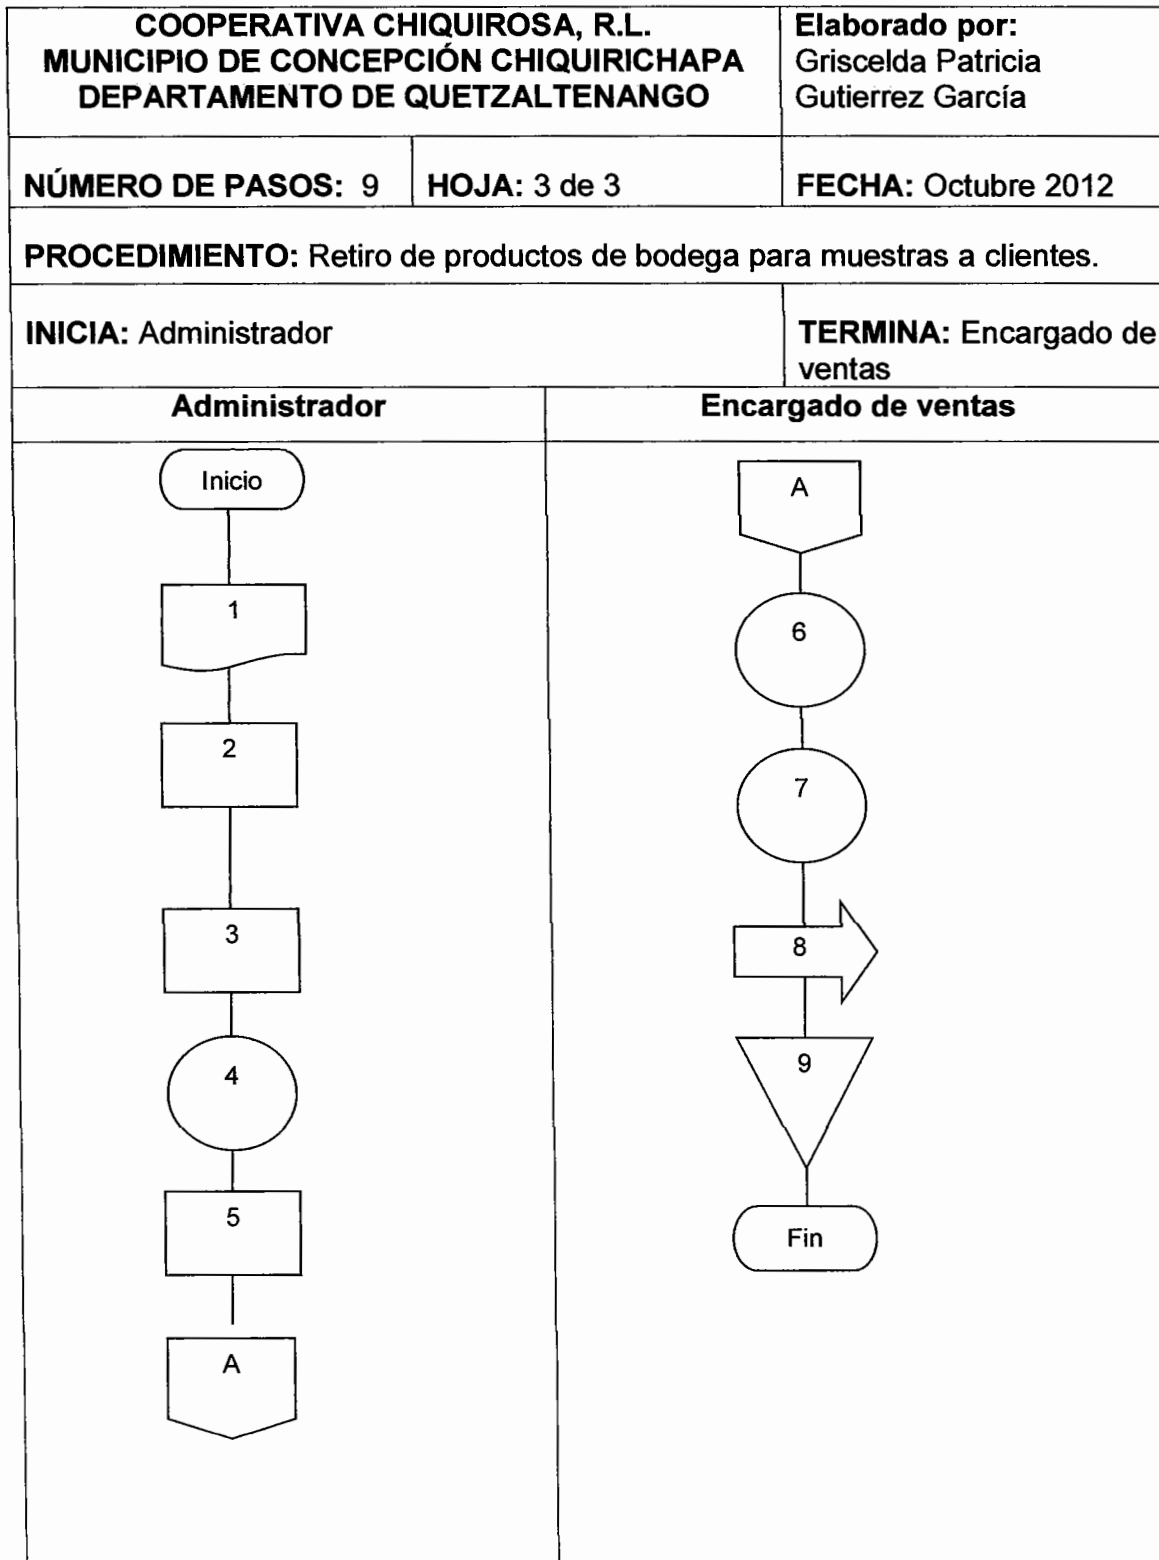 COOPERATIVA CHIQUIROSA, R.L.
MUNICIPIO DE CONCEPCIÓN CHIQUIRICHAPA
DEPARTAMENTO DE QUETZALTENANGO
Elaborado por:
Griscelda Patricia
Gutierrez García
NÚMERO DE PASOS: 9
HOJA: 3 de 3
FECHA: Octubre 2012
PROCEDIMIENTO: Retiro de productos de bodega para muestras a clientes.
INICIA: Administrador
TERMINA: Encargado de
ventas
Administrador
Inicio
1
2
3
4
5
A
Encargado de ventas
A
6
7
8
9
Fin